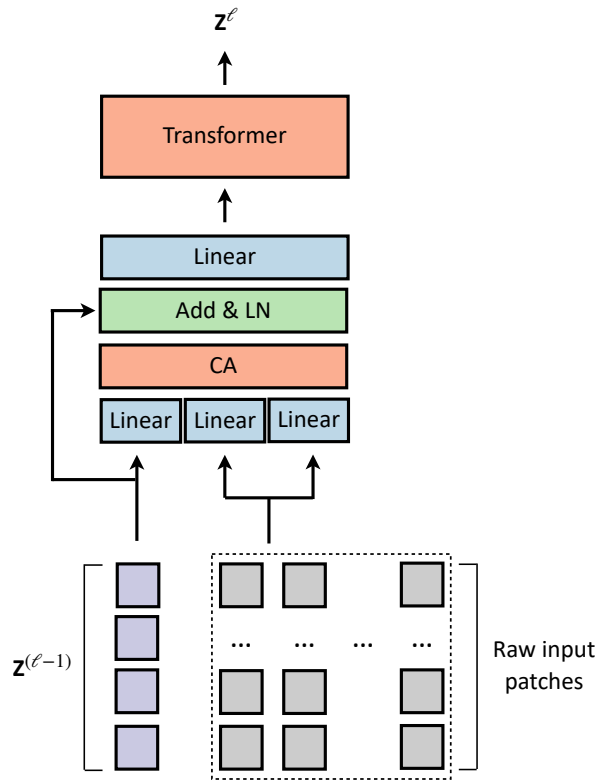 Z^ℓ
Transformer
Linear
Add & LN
CA
Linear Linear Linear
... ... ... ...
Z^(ℓ−1)
Raw input
patches